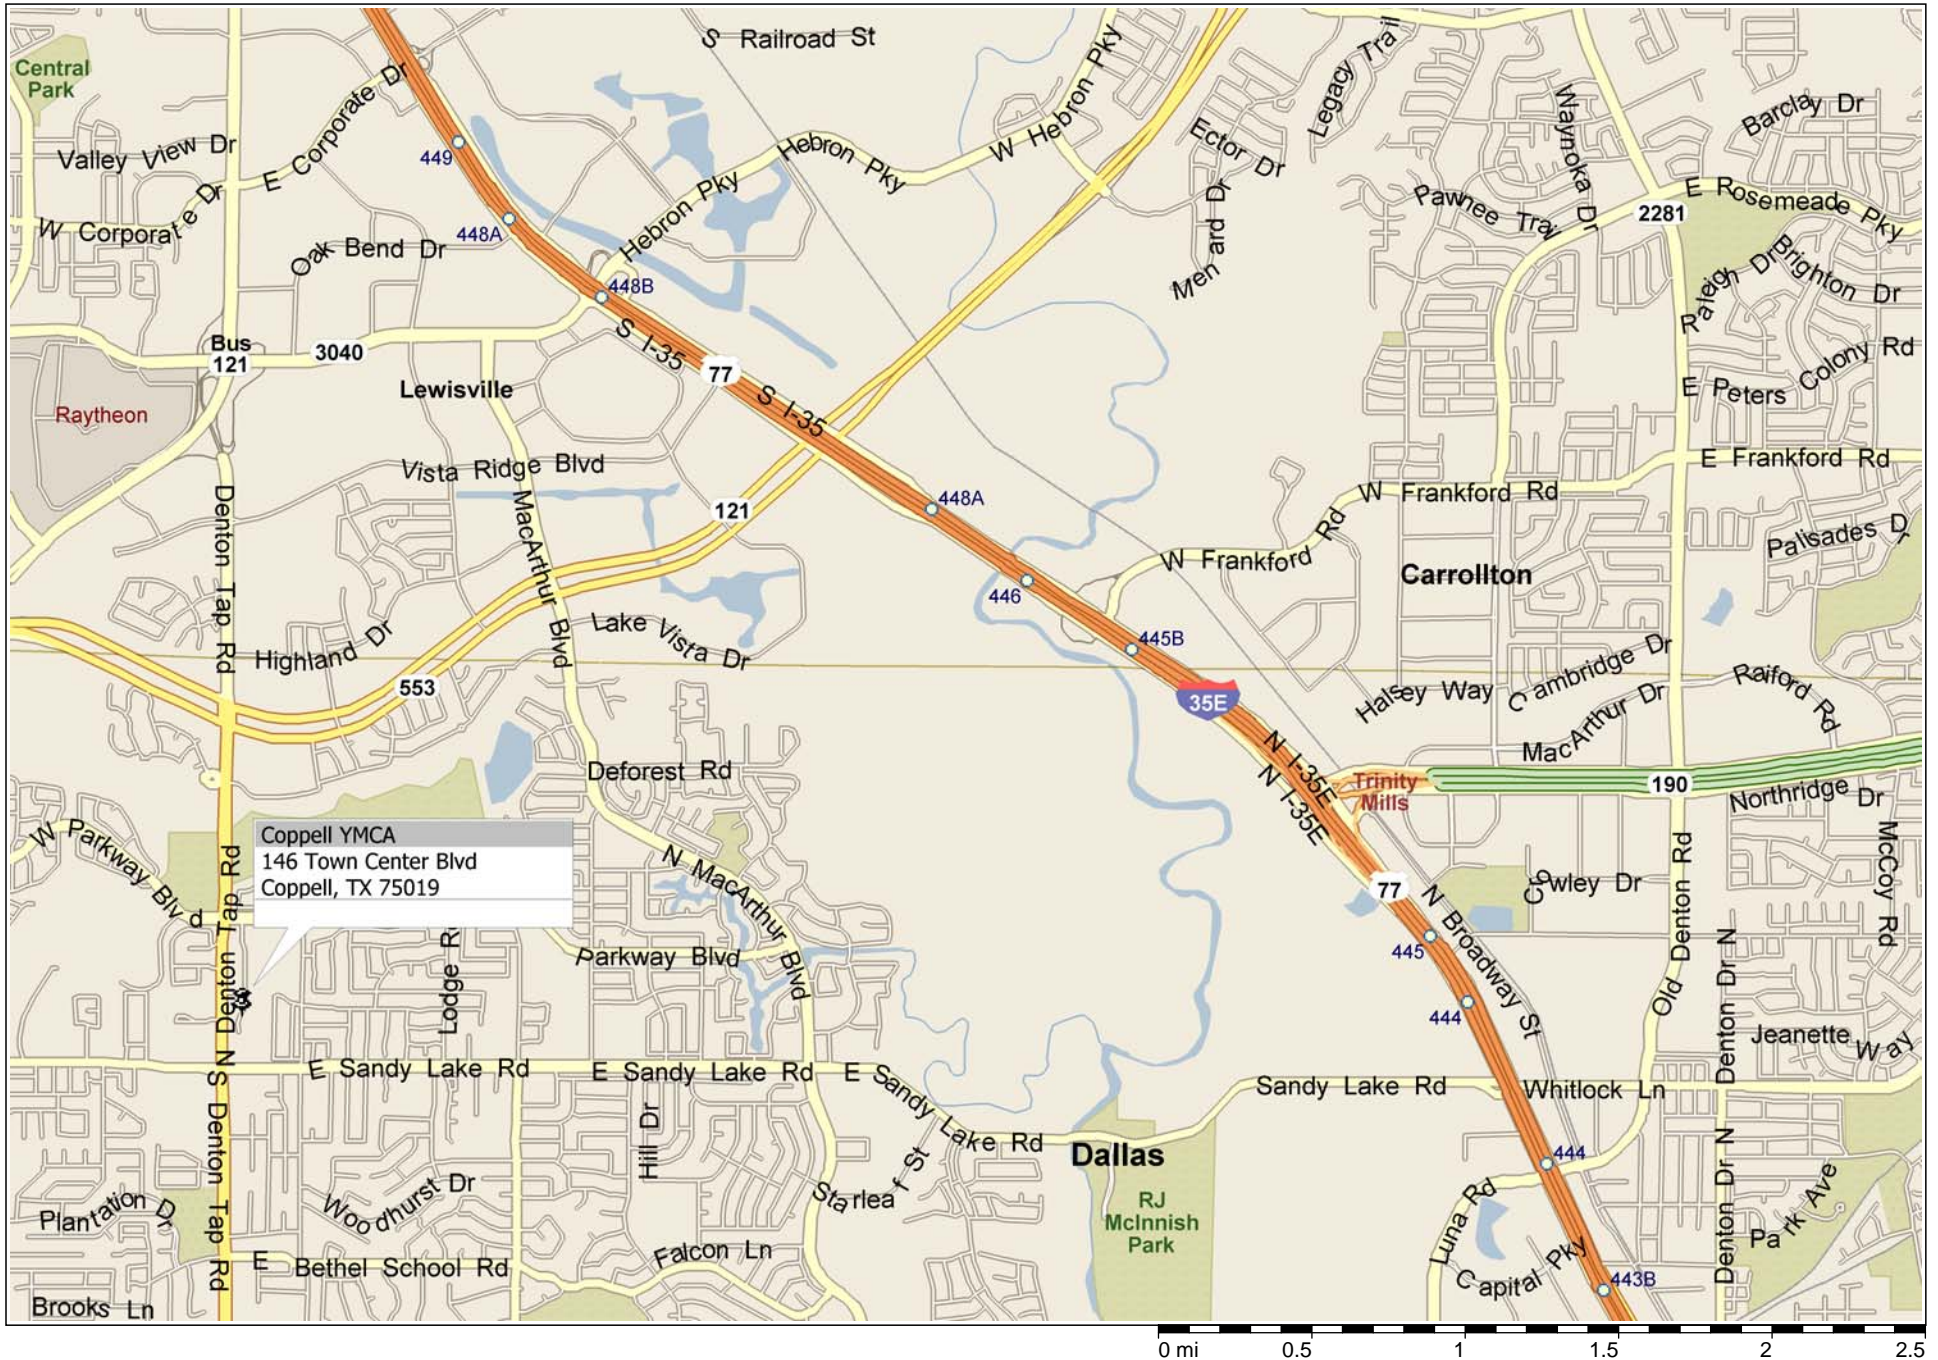 S Railroad St
Legacy Trail
W Hebron Pky
Central
Park
E Corporate Dr
Waynoka Dr
Barclay Dr
Valley View Dr
449
Hebron Pky
Ector Dr
Hebron Pky
W Corporate Dr
Menard Dr
Pawnee Trail
2281
E Rosemeade Pky
448A
Oak Bend Dr
448B
Raleigh Dr
Brighton Dr
S I-35
Bus
121
3040
77
E Peters Colony Rd
Lewisville
S I-35
Raytheon
Vista Ridge Blvd
E Frankford Rd
448A
W Frankford Rd
121
Denton Tap Rd
MacArthur Blvd
Palisades Dr
W Frankford Rd
Carrollton
446
Lake Vista Dr
445B
Highland Dr
Cambridge Dr
553
35E
Halsey Way
MacArthur Dr
Raiford Rd
N I-35E
N I-35E
Deforest Rd
Trinity
Mills
190
Northridge Dr
W Parkway Blvd
Coppell YMCA
146 Town Center Blvd
Coppell, TX 75019
N MacArthur Blvd
77
Cowley Dr
McCoy Rd
N Denton Tap Rd
Lodge Rd
Parkway Blvd
445
N Broadway St
Old Denton Rd
444
Denton Dr N
Jeanette Way
E Sandy Lake Rd
E Sandy Lake Rd
E Sandy Lake Rd
Sandy Lake Rd
Whitlock Ln
S Denton Tap Rd
Hill Dr
Dallas
444
Starleaf St
Woodhurst Dr
Plantation Dr
RJ
McInnish
Park
Luna Rd
Denton Dr N
Park Ave
E Bethel School Rd
Falcon Ln
Capital Pky
443B
Brooks Ln
0 mi 0.5 1 1.5 2 2.5